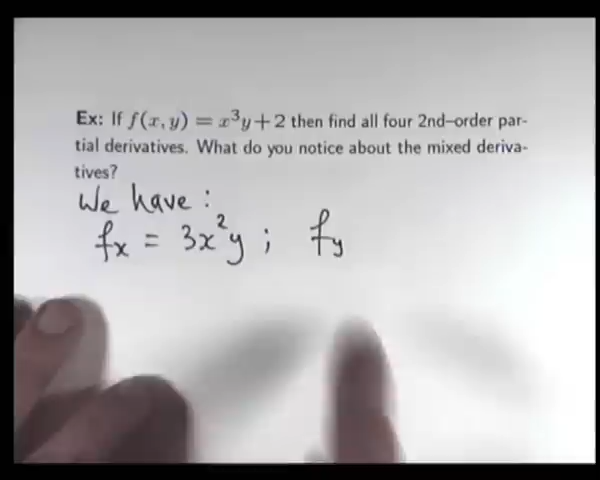 Ex: If f(x, y) = x³y + 2 then find all four 2nd–order par-
tial derivatives. What do you notice about the mixed deriva-
tives?
We have :
fₓ = 3x²y ; fᵧ